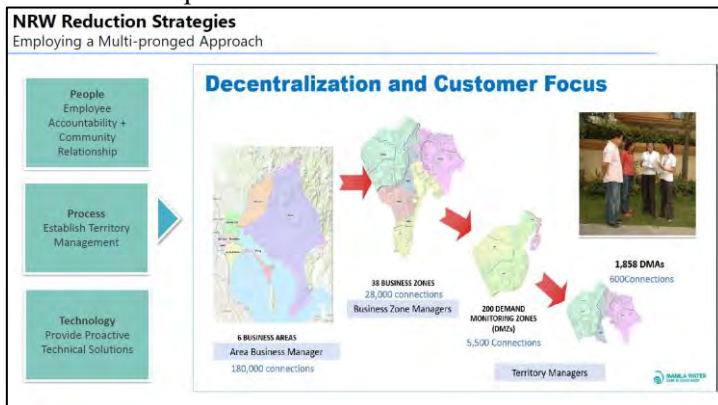 NRW Reduction Strategies
Employing a Multi-pronged Approach
People
Employee
Accountability +
Community
Relationship
Process
Establish Territory
Management
Technology
Provide Proactive
Technical Solutions
Decentralization and Customer Focus
6 BUSINESS AREAS
Area Business Manager
180,000 connections
38 BUSINESS ZONES
28,000 connections
Business Zone Managers
200 DEMAND
MONITORING ZONES
(DMZs)
5,500 Connections
1,858 DMAs
600Connections
Territory Managers
MANILA WATER